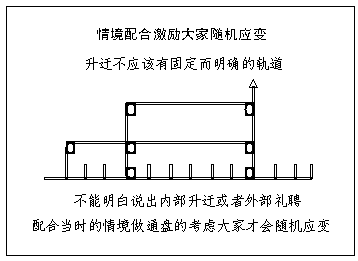 情境配合激励大家随机应变
升迁不应该有固定而明确的轨道
不能明白说出内部升迁或者外部礼聘
配合当时的情境做通盘的考虑大家才会随机应变